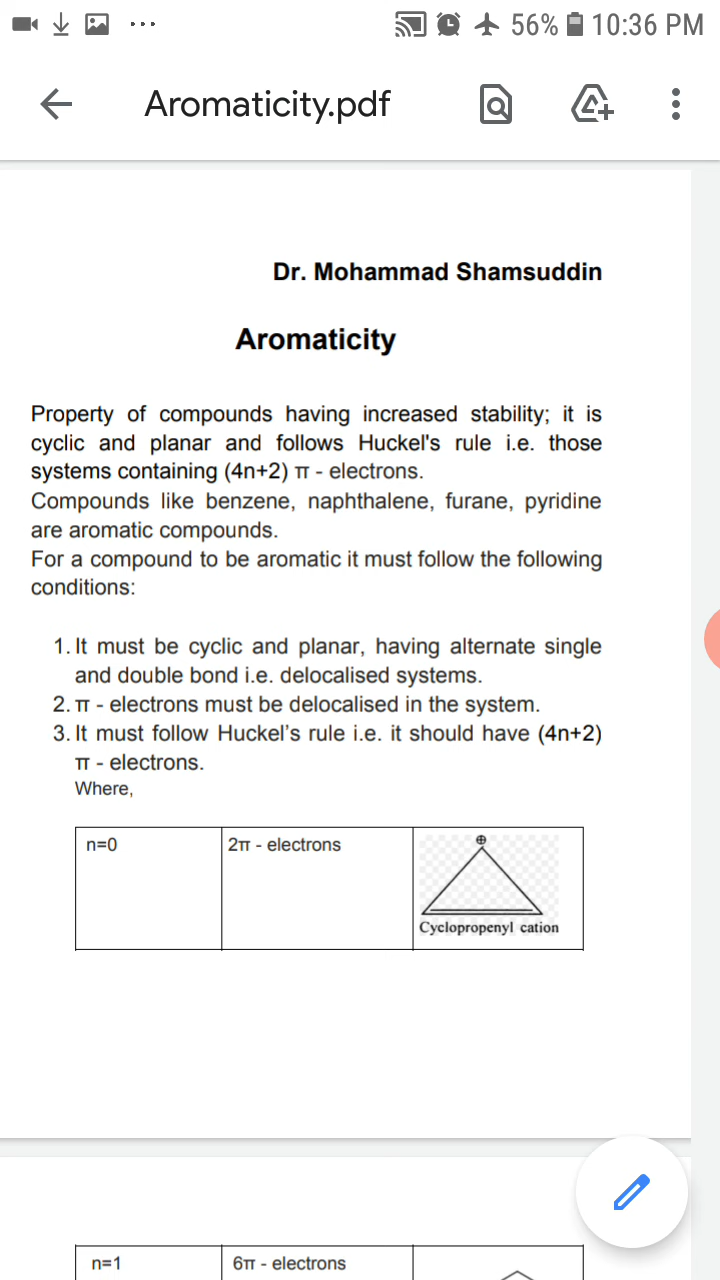 56% 10:36 PM
Aromaticity.pdf
Dr. Mohammad Shamsuddin
Aromaticity
Property of compounds having increased stability; it is
cyclic and planar and follows Huckel's rule i.e. those
systems containing (4n+2) π - electrons.
Compounds like benzene, naphthalene, furane, pyridine
are aromatic compounds.
For a compound to be aromatic it must follow the following
conditions:
1. It must be cyclic and planar, having alternate single
and double bond i.e. delocalised systems.
2. π - electrons must be delocalised in the system.
3. It must follow Huckel's rule i.e. it should have (4n+2)
π - electrons.
Where,
n=0 2π - electrons ⊕
Cyclopropenyl cation
n=1 6π - electrons